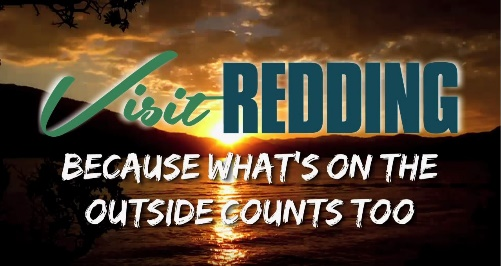 Visit REDDING
BECAUSE WHAT'S ON THE
OUTSIDE COUNTS TOO